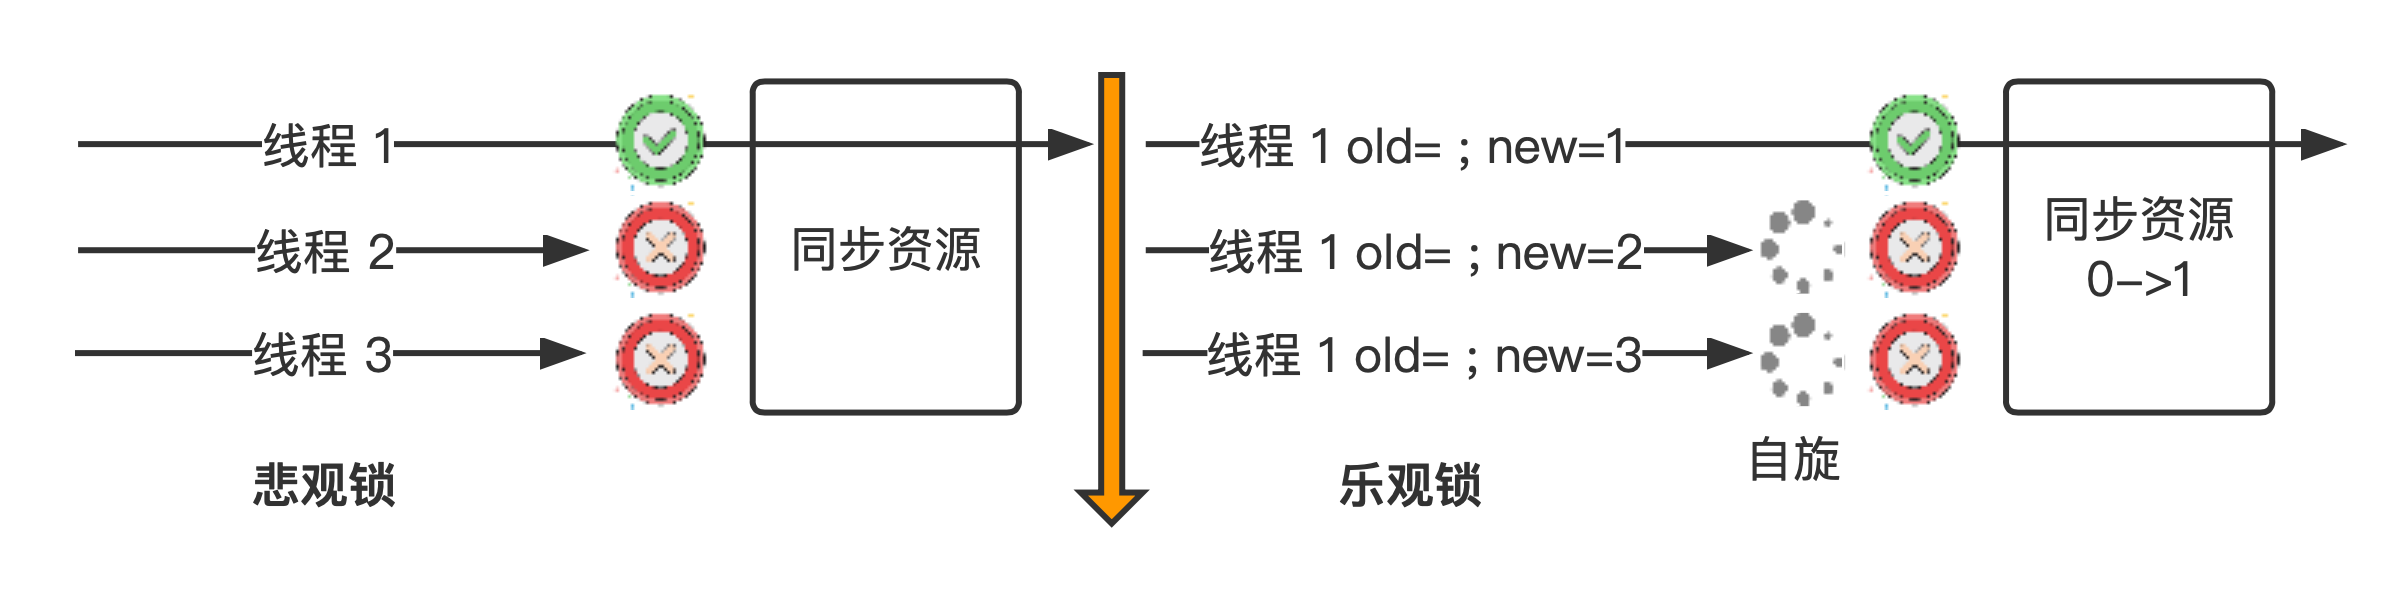 线程 1
线程 2
线程 3
同步资源
悲观锁
线程 1 old= ; new=1
线程 1 old= ; new=2
线程 1 old= ; new=3
自旋
同步资源
0->1
乐观锁